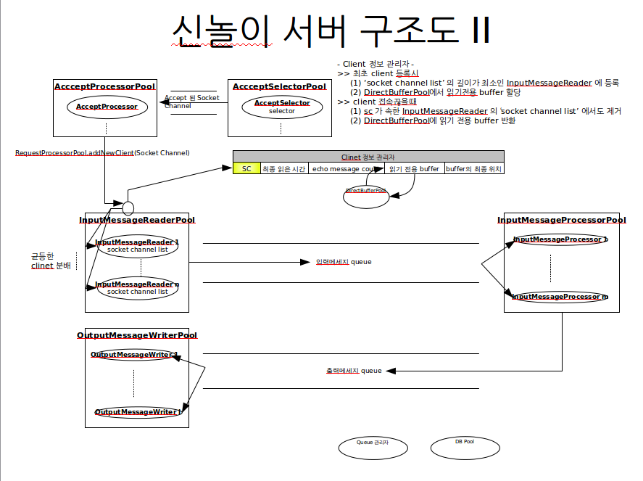 신놀이 서버 구조도 II
- Client 정보 관리자 -
>> 최초 client 등록시
(1) 'socket channel list' 의 길이가 최소인 InputMessageReader 에 등록
(2) DirectBufferPool에서 읽기전용 buffer 할당
>> client 접속끊을때
(1) sc 가 속한 InputMessageReader 의 'socket channel list' 에서도 제거
(2) DirectBufferPool에 읽기 전용 buffer 반환
AccceptProcessorPool
AcceptProcessor
Accept 된 Socket
Channel
AccceptSelectorPool
AcceptSelector
selector
RequestProcessorPool.addNewClient(Socket Channel)
Clinet 정보 관리자
SC
최종 읽은 시간
echo message cou
읽기 전용 buffer
buffer의 최종 위치
DirectBufferPool
InputMessageReaderPool
InputMessageReader 1
socket channel list
InputMessageReader n
socket channel list
균등한
clinet 분배
입력메세지 queue
InputMessageProcessorPool
InputMessageProcessor 1
InputMessageProcessor m
OutputMessageWriterPool
OutputMessageWriter 1
OutputMessageWriter l
출력메세지 queue
Queue 관리자
DB Pool